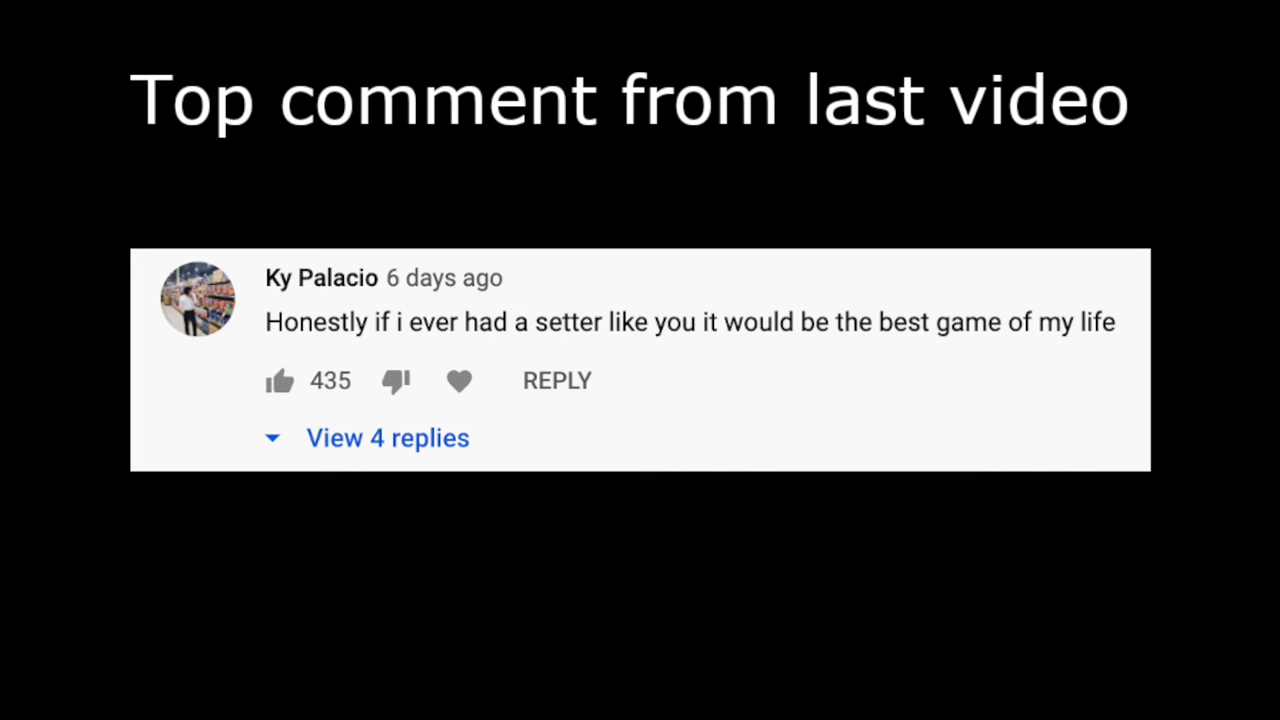 Top comment from last video
Ky Palacio 6 days ago
Honestly if i ever had a setter like you it would be the best game of my life
435 REPLY
View 4 replies